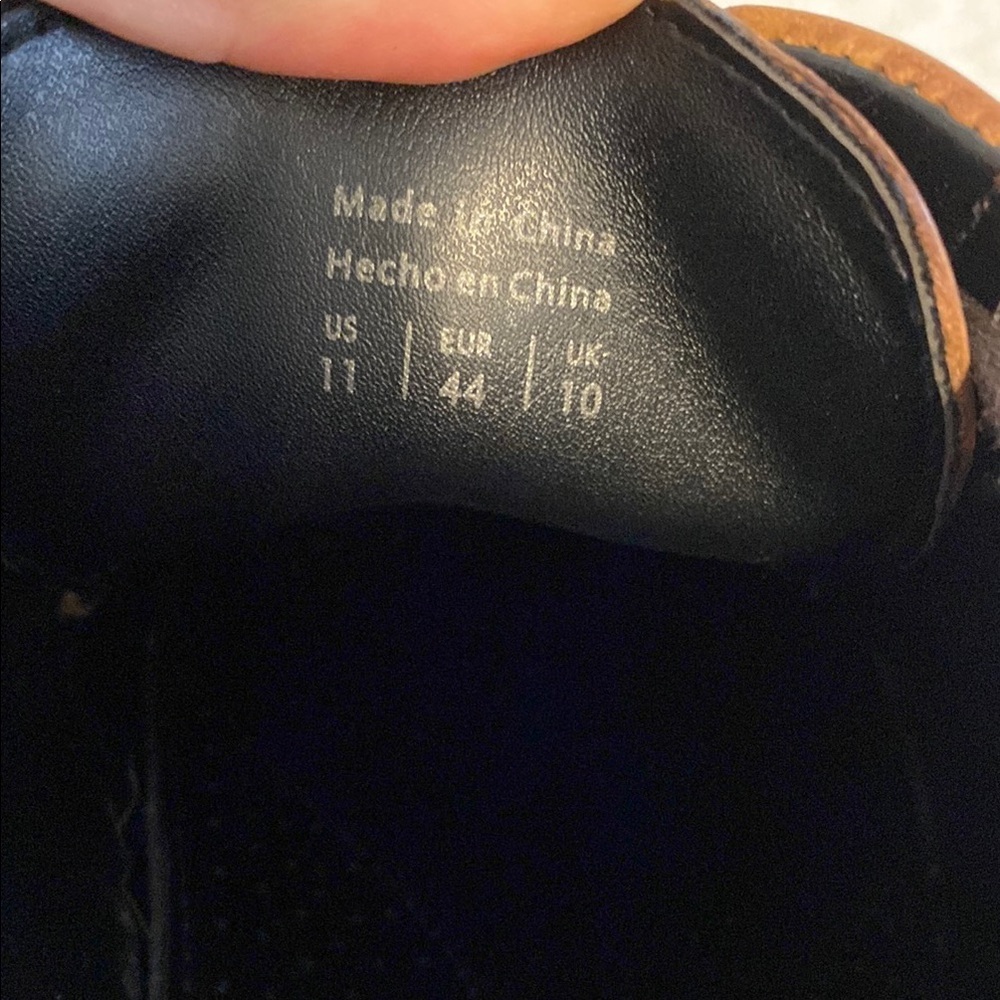 Made in China
Hecho en China
US | EUR | UK
11 | 44 | 10